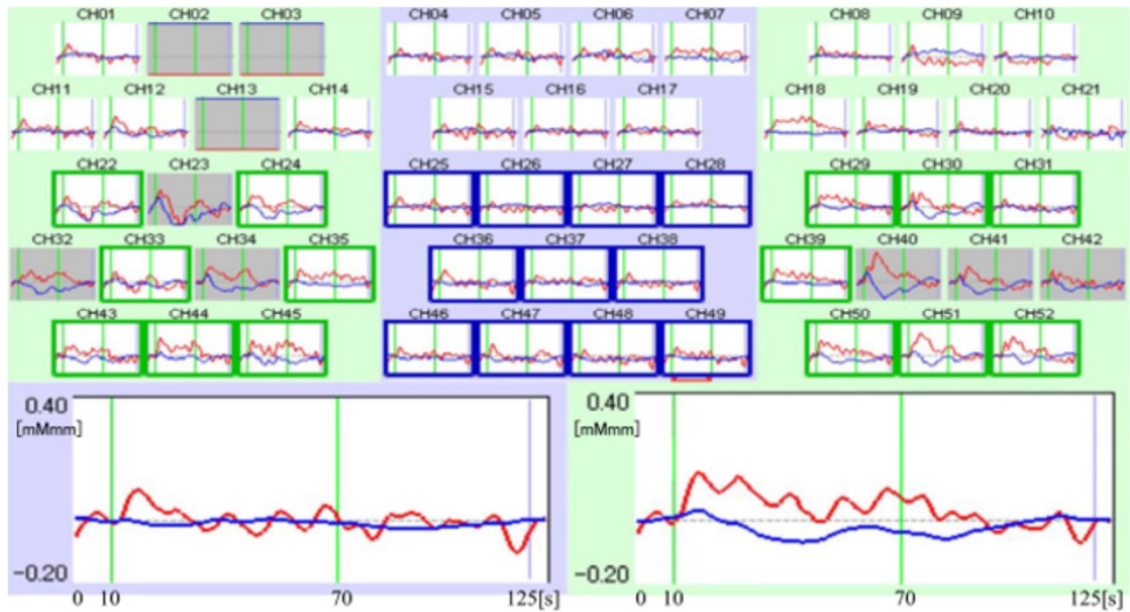 CH01 CH02 CH03 CH04 CH05 CH06 CH07 CH08 CH09 CH10
CH11 CH12 CH13 CH14 CH15 CH16 CH17 CH18 CH19 CH20 CH21
CH22 CH23 CH24 CH25 CH26 CH27 CH28 CH29 CH30 CH31
CH32 CH33 CH34 CH35 CH36 CH37 CH38 CH39 CH40 CH41 CH42
CH43 CH44 CH45 CH46 CH47 CH48 CH49 CH50 CH51 CH52
0.40
[mMmm]
−0.20
0 10 70 125[s]
0.40
[mMmm]
−0.20
0 10 70 125[s]